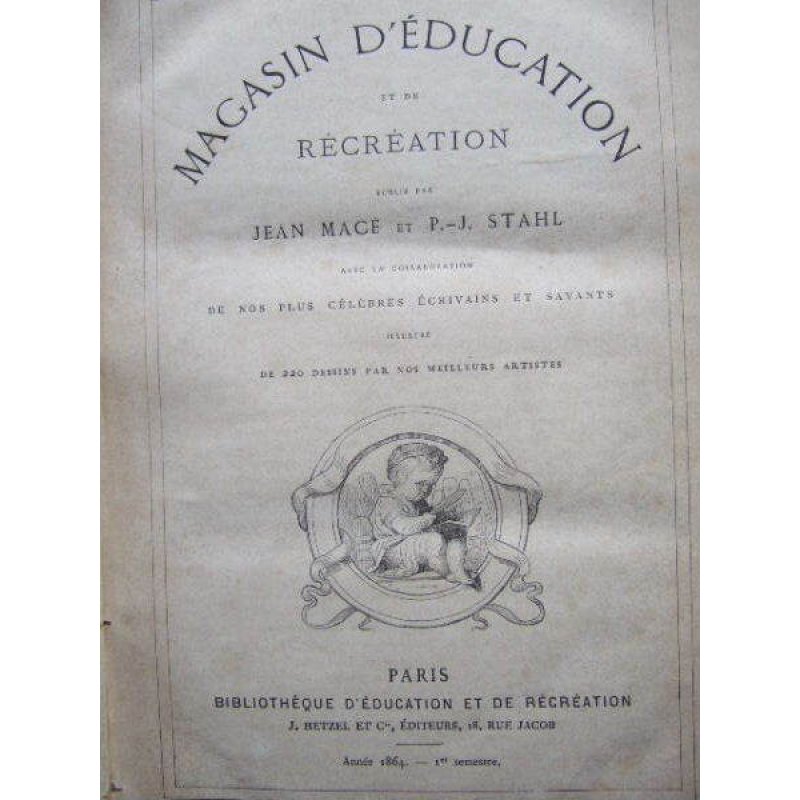 MAGASIN D'ÉDUCATION
ET DE
RÉCRÉATION
PUBLIÉ PAR
JEAN MACÉ ET P.-J. STAHL
AVEC LA COLLABORATION
DE NOS PLUS CÉLÈBRES ÉCRIVAINS ET SAVANTS
ILLUSTRÉ
DE 220 DESSINS PAR NOS MEILLEURS ARTISTES
PARIS
BIBLIOTHÈQUE D'ÉDUCATION ET DE RÉCRÉATION
J. HETZEL ET Cie, ÉDITEURS, 18, RUE JACOB
Année 1864. — 1er semestre.